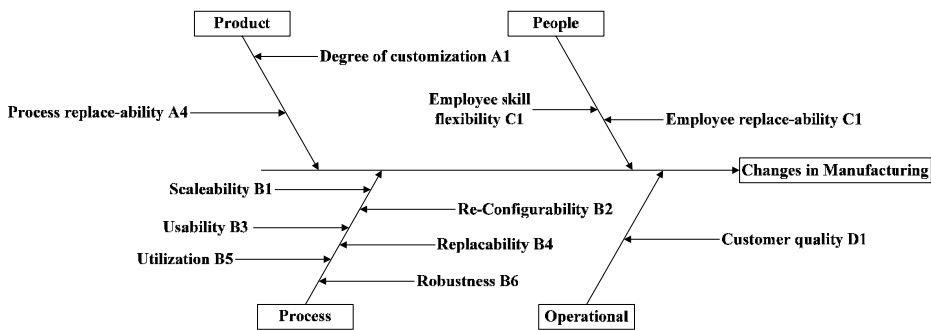 Product
People
Degree of customization A1
Process replace-ability A4
Employee skill
flexibility C1
Employee replace-ability C1
Changes in Manufacturing
Scaleability B1
Re-Configurability B2
Usability B3
Replacability B4
Customer quality D1
Utilization B5
Robustness B6
Process
Operational